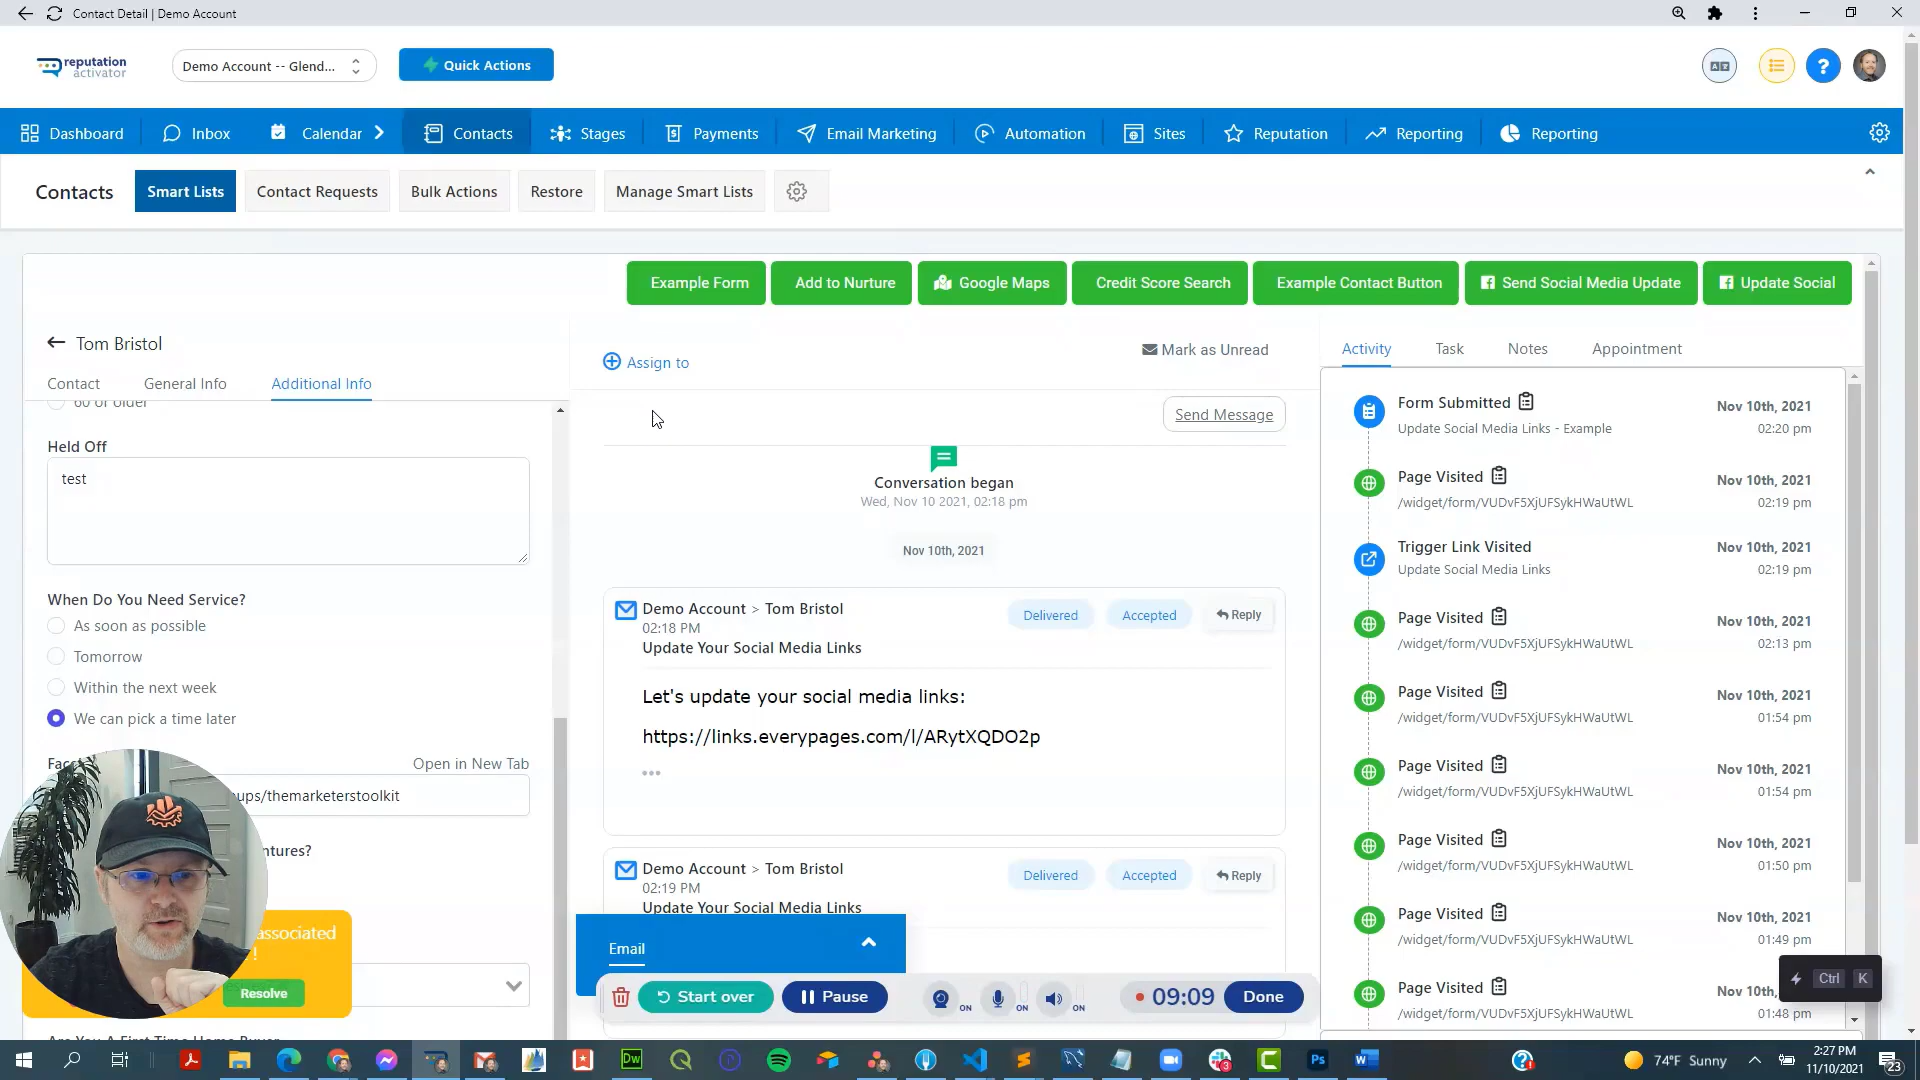 Contact Detail | Demo Account
reputation
activator
Demo Account -- Glend...
Quick Actions
?
Dashboard
Inbox
Calendar
Contacts
Stages
Payments
Email Marketing
Automation
Sites
Reputation
Reporting
Reporting
Contacts
Smart Lists
Contact Requests
Bulk Actions
Restore
Manage Smart Lists
Example Form
Add to Nurture
Google Maps
Credit Score Search
Example Contact Button
Send Social Media Update
Update Social
Tom Bristol
Contact
General Info
Additional Info
60 or older
Held Off
test
When Do You Need Service?
As soon as possible
Tomorrow
Within the next week
We can pick a time later
Open in New Tab
ups/themarketerstoolkit
ntures?
associated
!
Resolve
Are You A First Time Home Buyer
Assign to
Mark as Unread
Send Message
Conversation began
Wed, Nov 10 2021, 02:18 pm
Nov 10th, 2021
Demo Account > Tom Bristol
Delivered
Accepted
Reply
02:18 PM
Update Your Social Media Links
Let's update your social media links:
https://links.everypages.com/l/ARytXQDO2p
Demo Account > Tom Bristol
Delivered
Accepted
Reply
02:19 PM
Update Your Social Media Links
Email
Start over
Pause
ON
ON
ON
09:09
Done
Activity
Task
Notes
Appointment
Form Submitted
Nov 10th, 2021
Update Social Media Links - Example
02:20 pm
Page Visited
Nov 10th, 2021
/widget/form/VUDvF5XjUFSykHWaUtWL
02:19 pm
Trigger Link Visited
Nov 10th, 2021
Update Social Media Links
02:19 pm
Page Visited
Nov 10th, 2021
/widget/form/VUDvF5XjUFSykHWaUtWL
02:13 pm
Page Visited
Nov 10th, 2021
/widget/form/VUDvF5XjUFSykHWaUtWL
01:54 pm
Page Visited
Nov 10th, 2021
/widget/form/VUDvF5XjUFSykHWaUtWL
01:54 pm
Page Visited
Nov 10th, 2021
/widget/form/VUDvF5XjUFSykHWaUtWL
01:50 pm
Page Visited
Nov 10th, 2021
/widget/form/VUDvF5XjUFSykHWaUtWL
01:49 pm
Page Visited
Nov 10th, 2021
/widget/form/VUDvF5XjUFSykHWaUtWL
01:48 pm
Ctrl
K
Dw
Ps
74°F Sunny
2:27 PM
11/10/2021
23